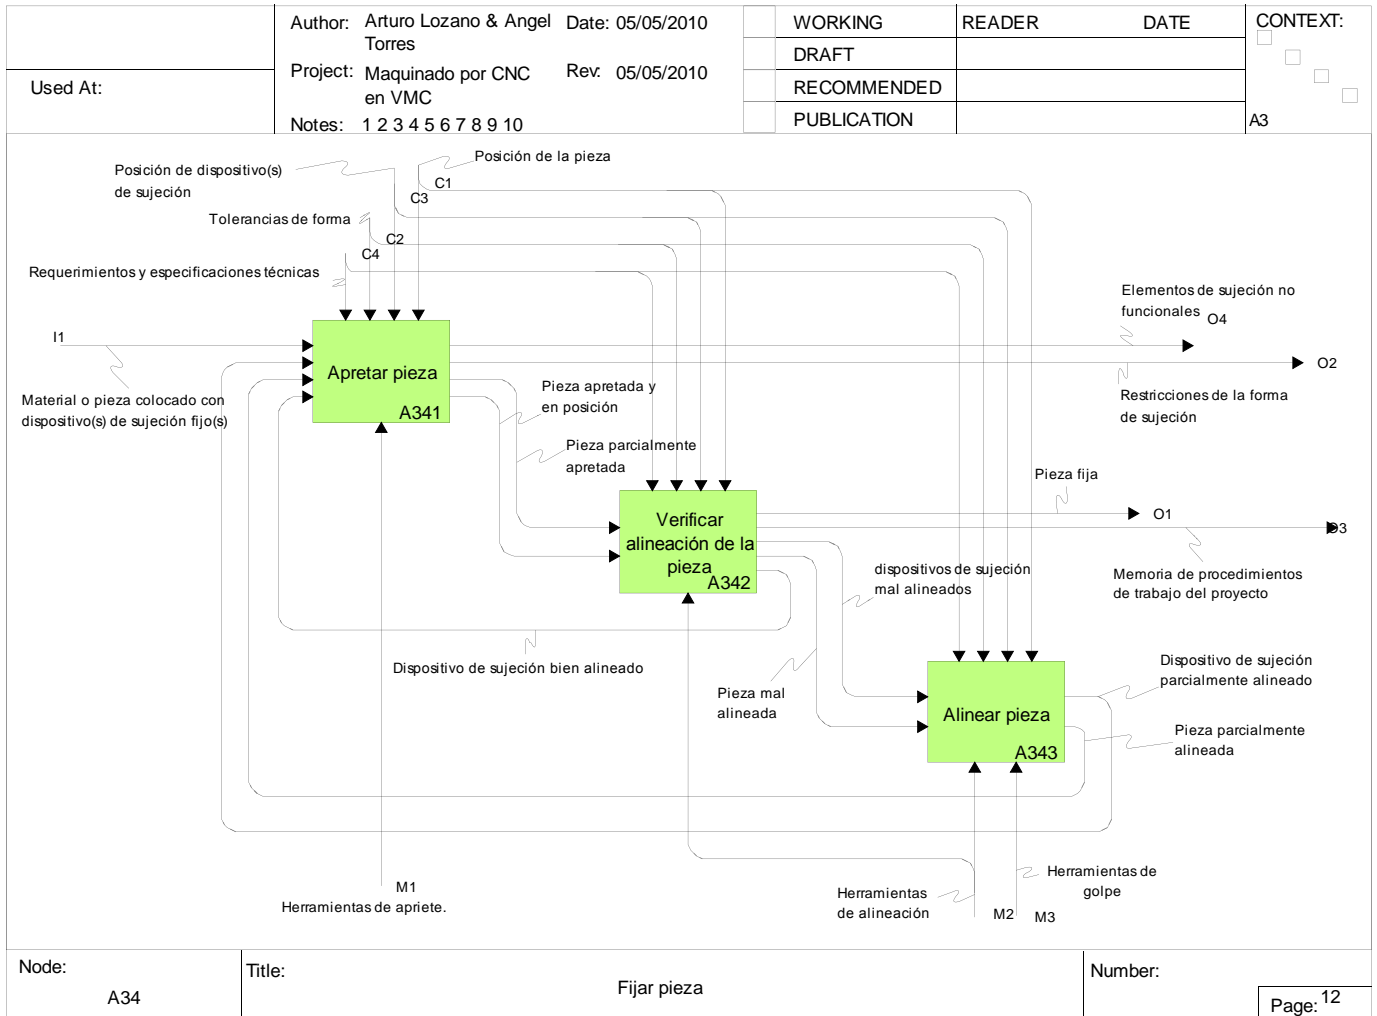 Used At:
Author: Arturo Lozano & Angel Torres
Date: 05/05/2010
Project: Maquinado por CNC en VMC
Rev: 05/05/2010
Notes: 1 2 3 4 5 6 7 8 9 10
WORKING
DRAFT
RECOMMENDED
PUBLICATION
READER DATE
CONTEXT:
A3
Posición de la pieza
C1
Posición de dispositivo(s)
de sujeción
C3
Tolerancias de forma
C2
C4
Requerimientos y especificaciones técnicas
I1
Material o pieza colocado con
dispositivo(s) de sujeción fijo(s)
Apretar pieza
A341
Elementos de sujeción no
funcionales
O4
O2
Restricciones de la forma
de sujeción
Pieza apretada y
en posición
Pieza parcialmente
apretada
Verificar
alineación de la
pieza
A342
Pieza fija
O1
O3
Memoria de procedimientos
de trabajo del proyecto
dispositivos de sujeción
mal alineados
Dispositivo de sujeción bien alineado
Pieza mal
alineada
Alinear pieza
A343
Dispositivo de sujeción
parcialmente alineado
Pieza parcialmente
alineada
M1
Herramientas de apriete.
Herramientas
de alineación
M2
Herramientas de
golpe
M3
Node:
A34
Title:
Fijar pieza
Number:
Page: 12